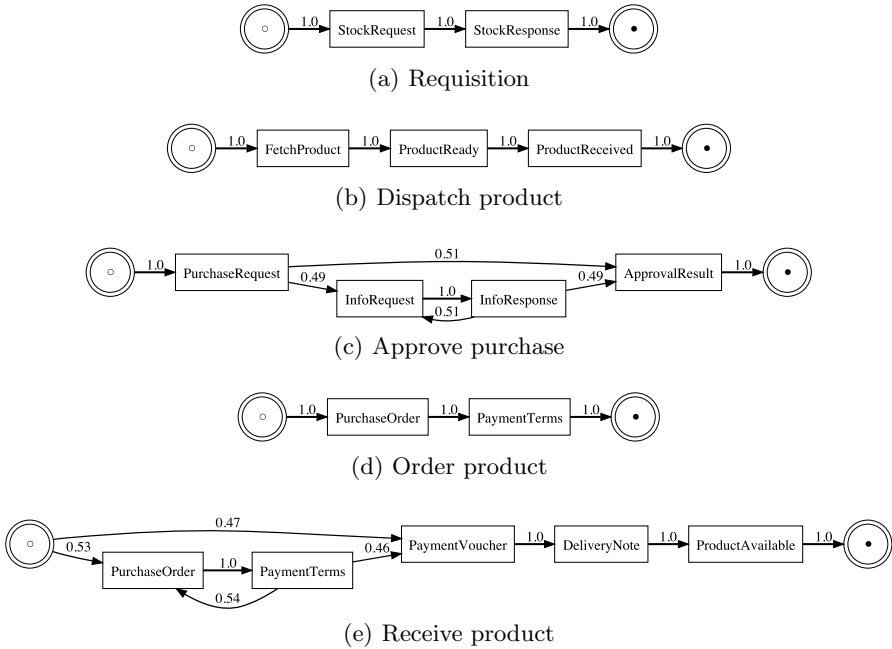 1.0 StockRequest 1.0 StockResponse 1.0
(a) Requisition
1.0 FetchProduct 1.0 ProductReady 1.0 ProductReceived 1.0
(b) Dispatch product
0.51
1.0 PurchaseRequest 0.49 0.49 ApprovalResult 1.0
InfoRequest 1.0 InfoResponse
0.51
(c) Approve purchase
1.0 PurchaseOrder 1.0 PaymentTerms 1.0
(d) Order product
0.47
0.53 0.46 PaymentVoucher 1.0 DeliveryNote 1.0 ProductAvailable 1.0
PurchaseOrder 1.0 PaymentTerms
0.54
(e) Receive product